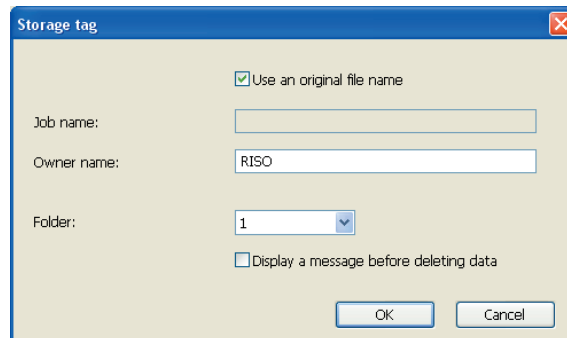 Storage tag
Use an original file name
Job name:
Owner name: RISO
Folder: 1
Display a message before deleting data
OK Cancel